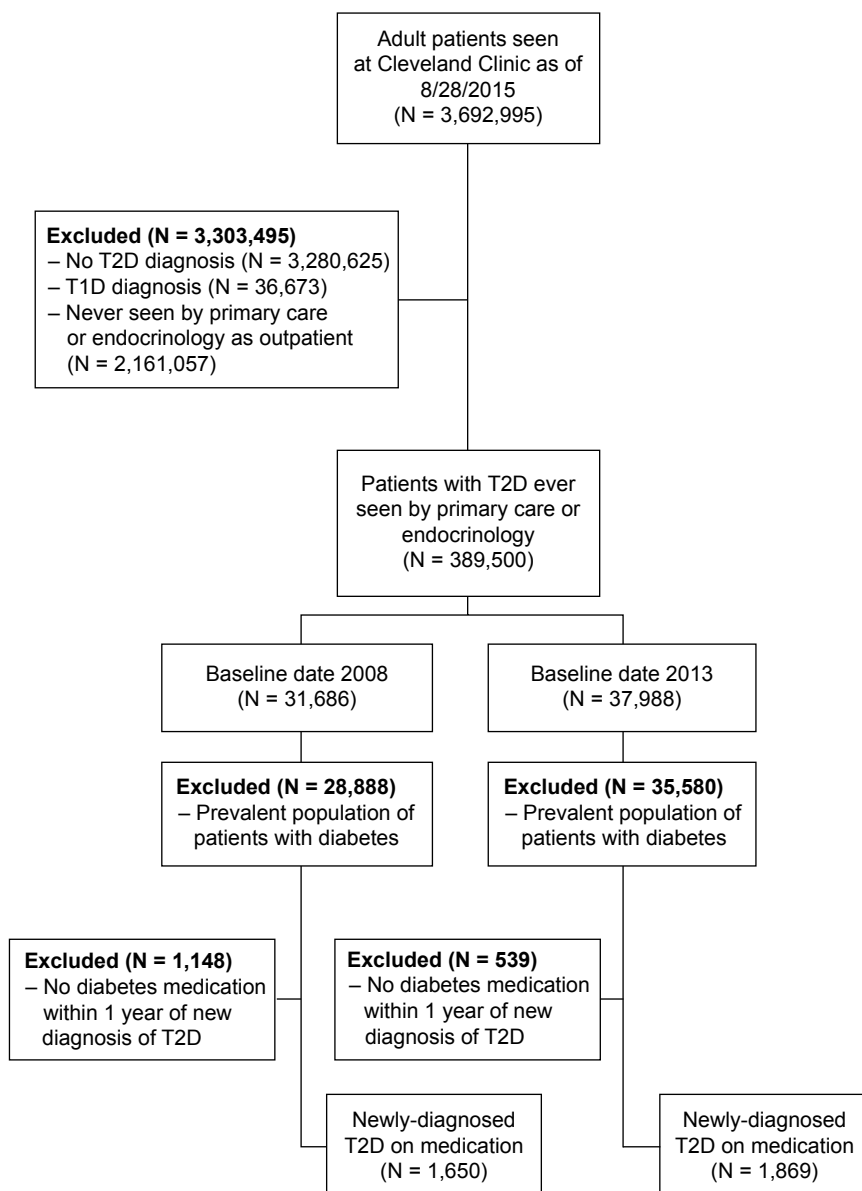 Adult patients seen
at Cleveland Clinic as of
8/28/2015
(N = 3,692,995)
Excluded (N = 3,303,495)
– No T2D diagnosis (N = 3,280,625)
– T1D diagnosis (N = 36,673)
– Never seen by primary care
or endocrinology as outpatient
(N = 2,161,057)
Patients with T2D ever
seen by primary care or
endocrinology
(N = 389,500)
Baseline date 2008
(N = 31,686)
Baseline date 2013
(N = 37,988)
Excluded (N = 28,888)
– Prevalent population of
patients with diabetes
Excluded (N = 35,580)
– Prevalent population of
patients with diabetes
Excluded (N = 1,148)
– No diabetes medication
within 1 year of new
diagnosis of T2D
Excluded (N = 539)
– No diabetes medication
within 1 year of new
diagnosis of T2D
Newly-diagnosed
T2D on medication
(N = 1,650)
Newly-diagnosed
T2D on medication
(N = 1,869)